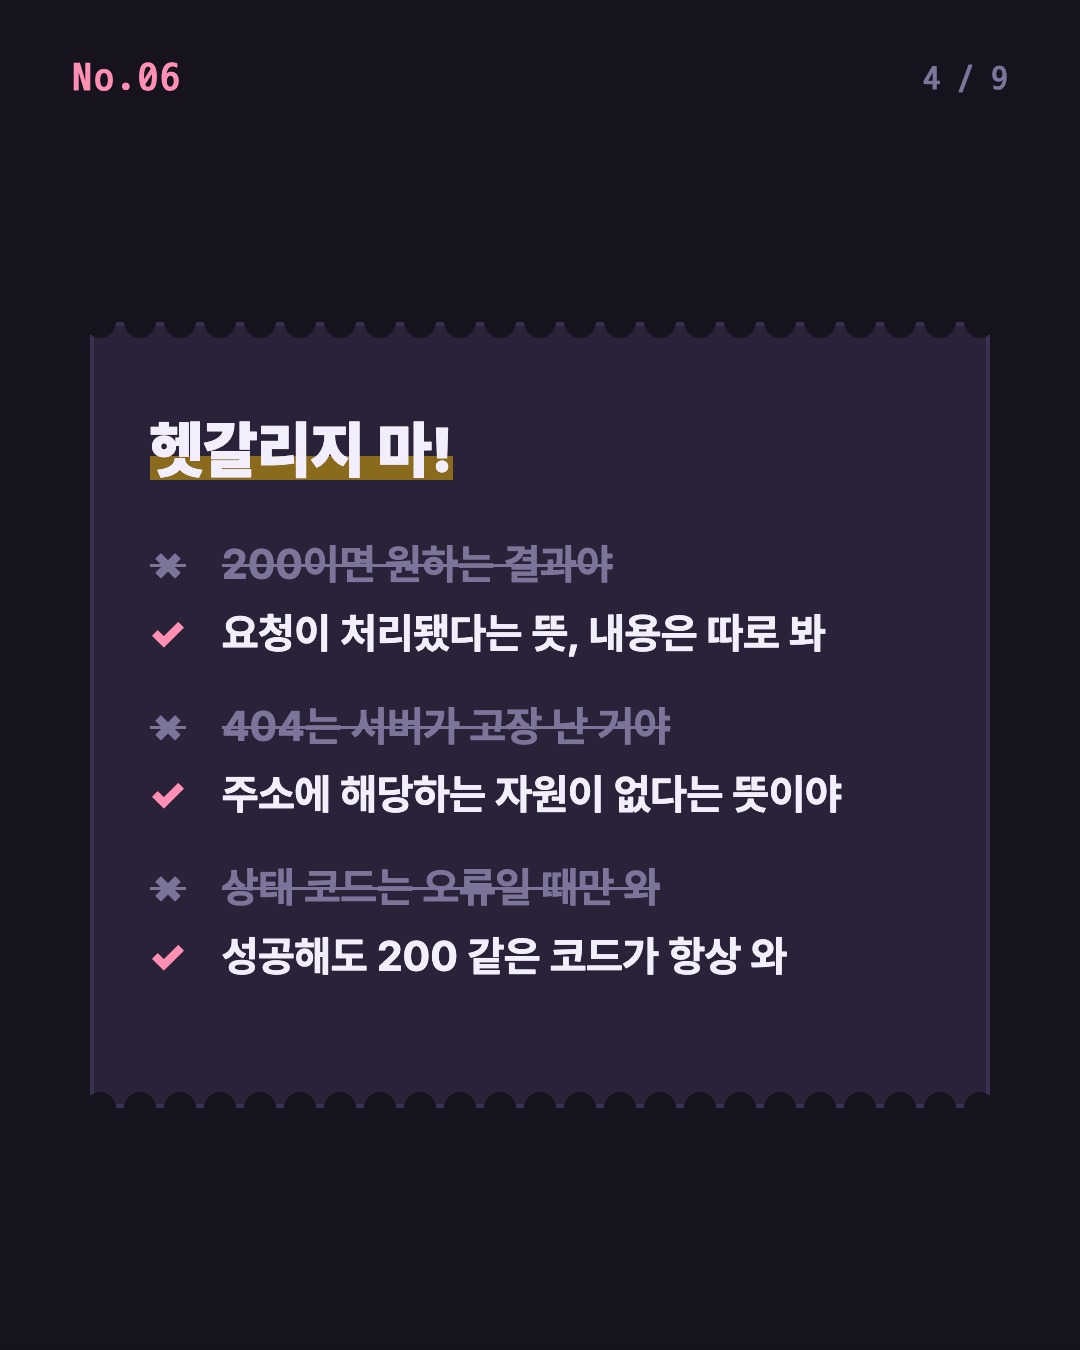 No.06
4 / 9
헷갈리지 마!
✖ 200이면 원하는 결과야
✔ 요청이 처리됐다는 뜻, 내용은 따로 봐
✖ 404는 서버가 고장 난 거야
✔ 주소에 해당하는 자원이 없다는 뜻이야
✖ 상태 코드는 오류일 때만 와
✔ 성공해도 200 같은 코드가 항상 와